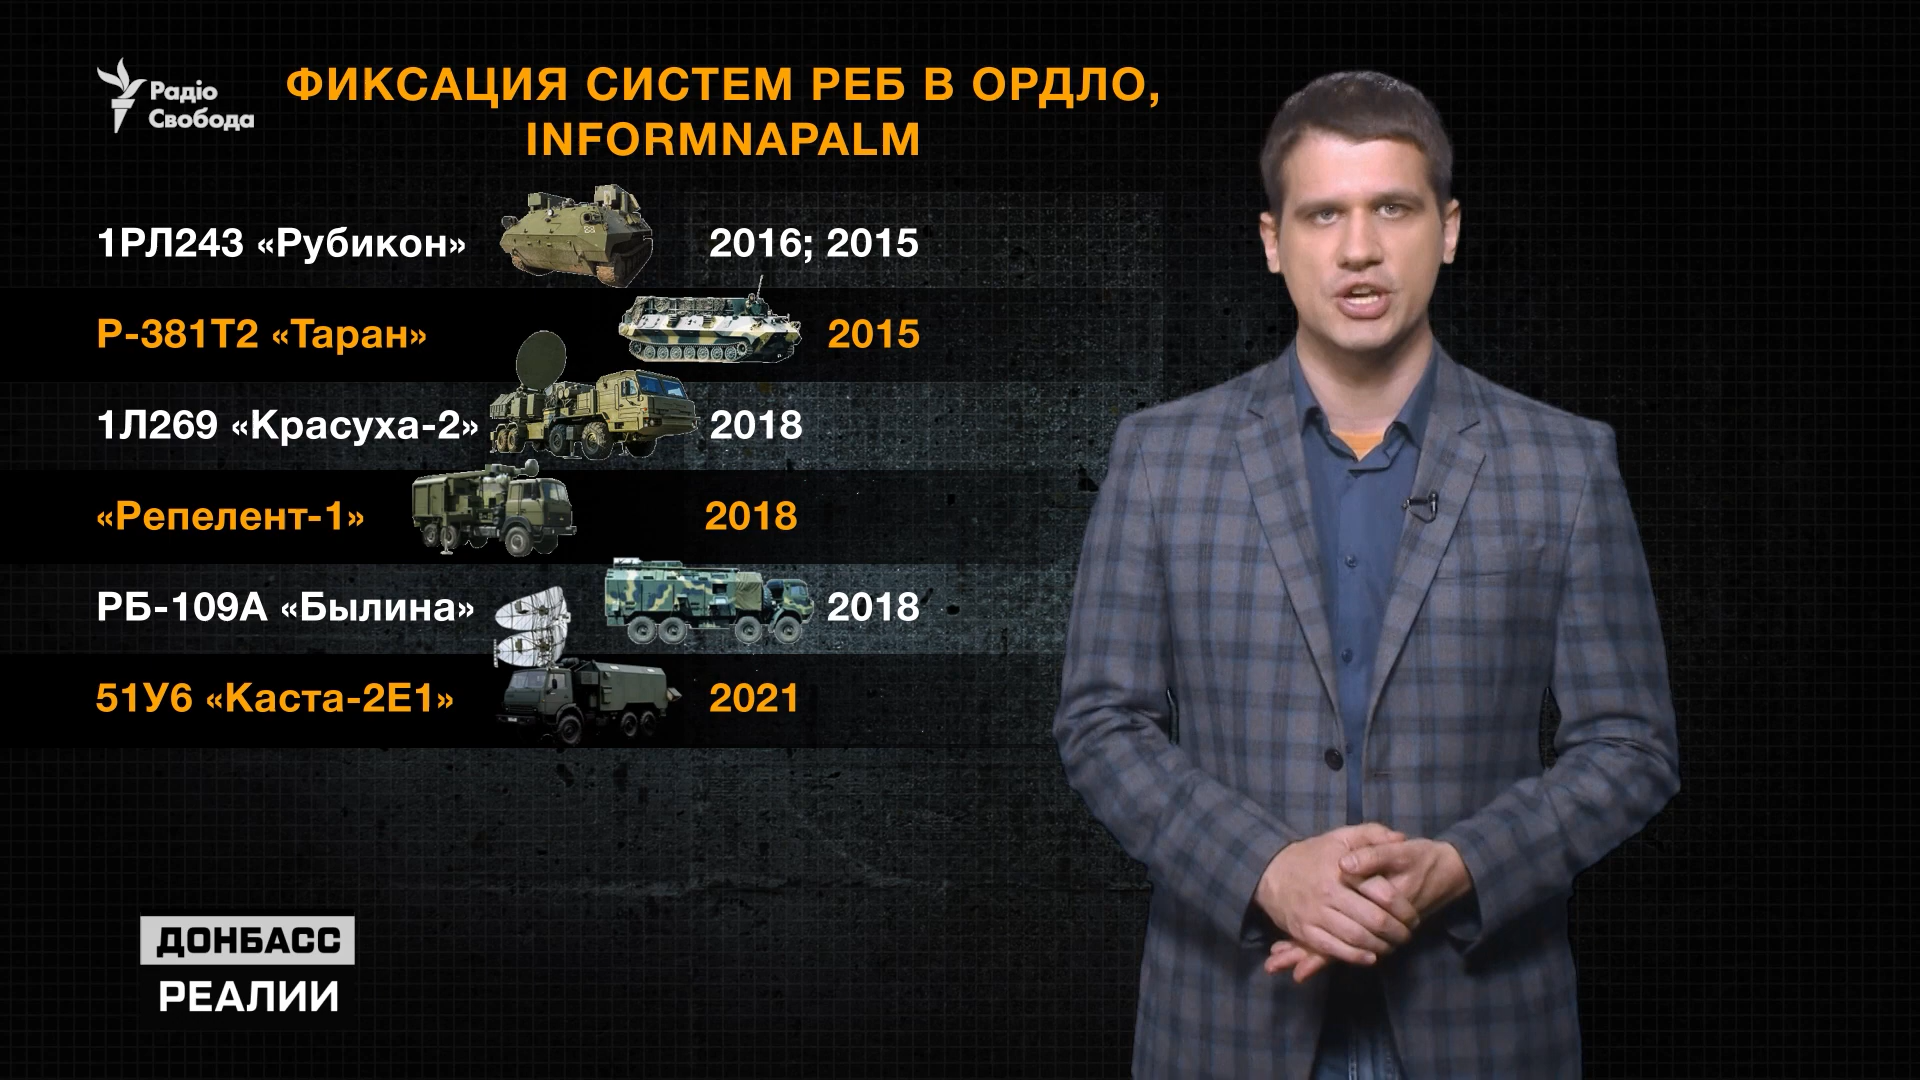 Радіо
Свобода
ФИКСАЦИЯ СИСТЕМ РЕБ В ОРДЛО,
INFORMNAPALM
1РЛ243 «Рубикон» 2016; 2015
Р-381Т2 «Таран» 2015
1Л269 «Красуха-2» 2018
«Репелент-1» 2018
РБ-109А «Былина» 2018
51У6 «Каста-2Е1» 2021
ДОНБАСС
РЕАЛИИ